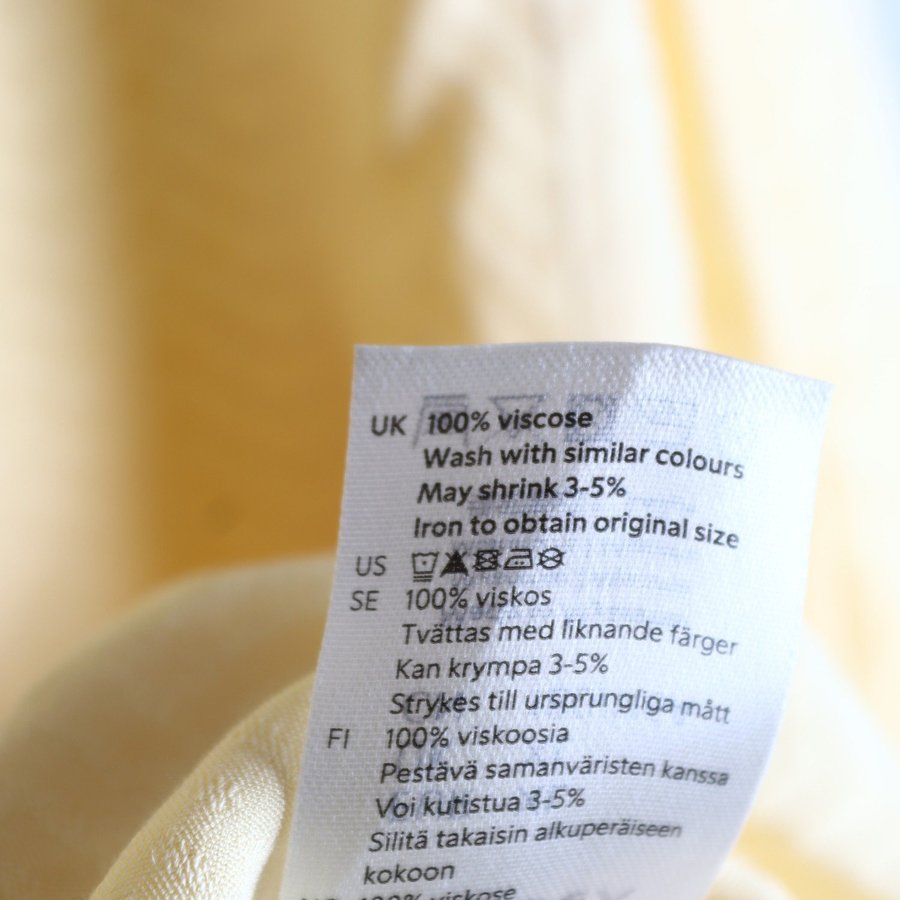 UK 100% viscose
Wash with similar colours
May shrink 3-5%
Iron to obtain original size
US
SE 100% viskos
Tvättas med liknande färger
Kan krympa 3-5%
Strykes till ursprungliga mått
FI 100% viskoosia
Pestävä samanväristen kanssa
Voi kutistua 3-5%
Silitä takaisin alkuperäiseen
kokoon
100% viskose